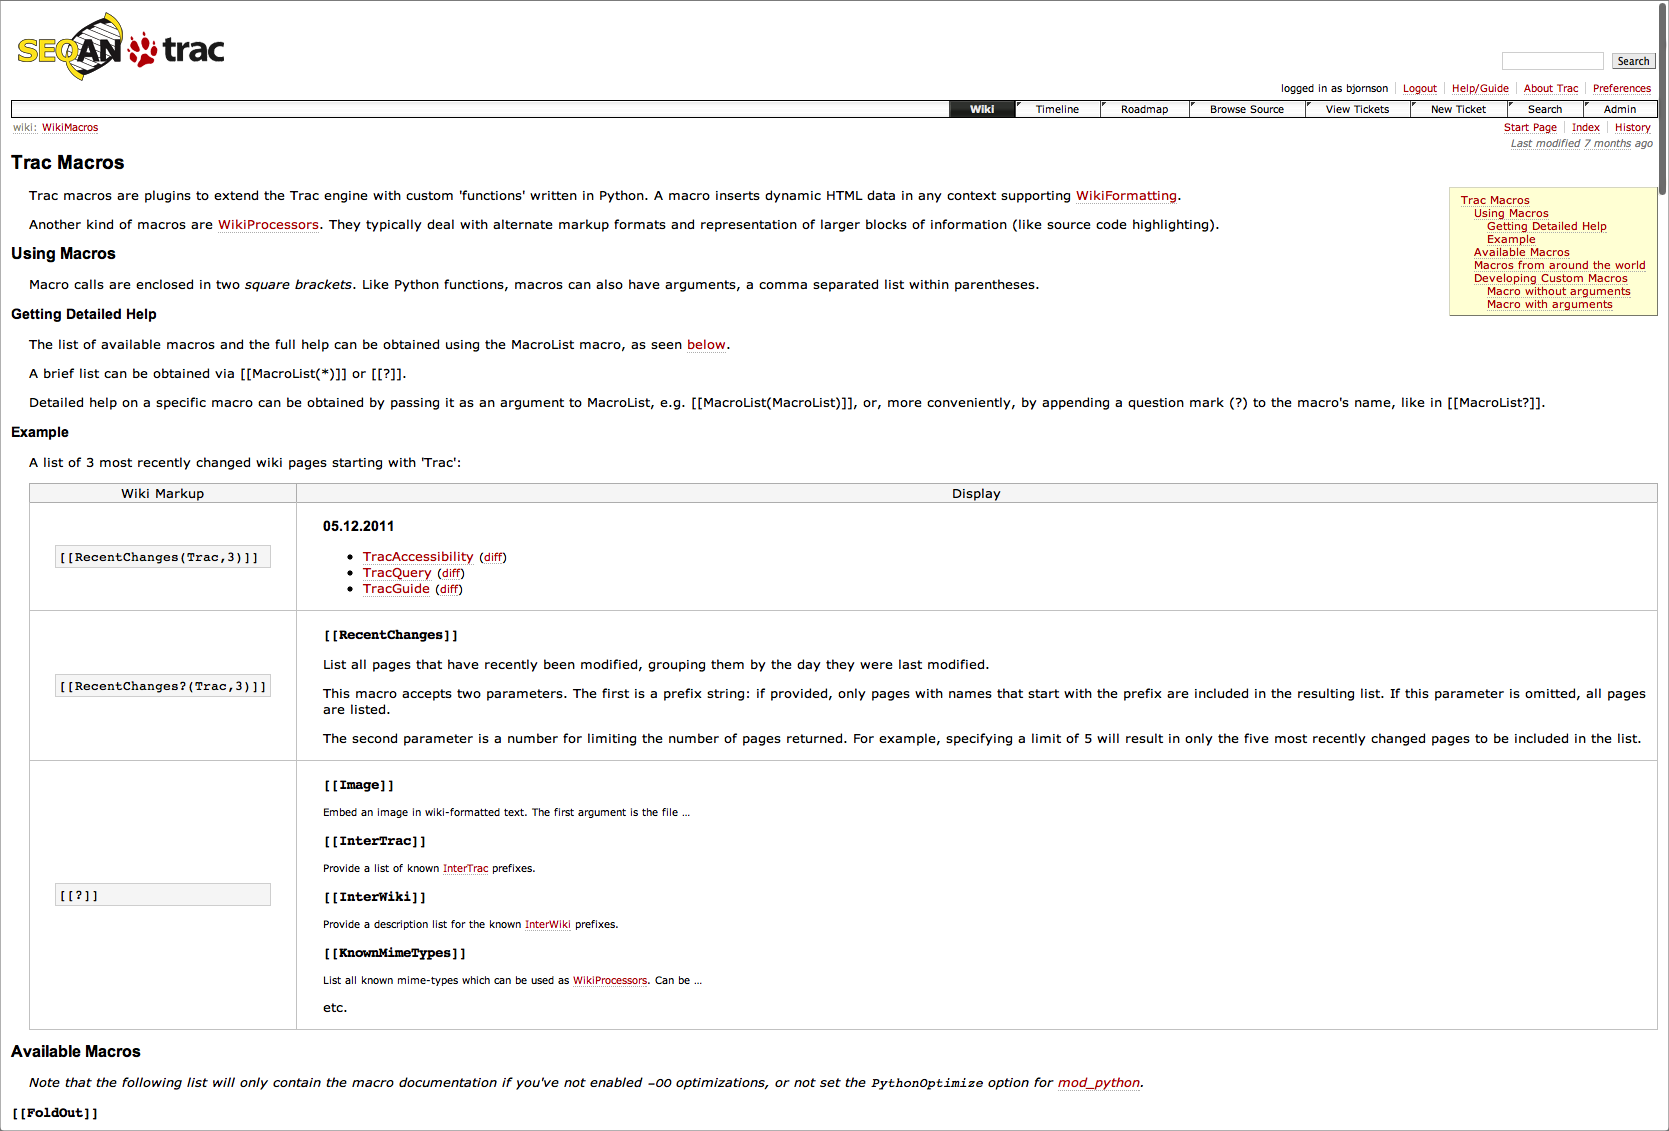 SEQAN trac
Search
logged in as bjornson Logout Help/Guide About Trac Preferences
Wiki Timeline Roadmap Browse Source View Tickets New Ticket Search Admin
wiki: WikiMacros
Start Page Index History
Last modified 7 months ago
Trac Macros
Trac macros are plugins to extend the Trac engine with custom 'functions' written in Python. A macro inserts dynamic HTML data in any context supporting WikiFormatting.
Another kind of macros are WikiProcessors. They typically deal with alternate markup formats and representation of larger blocks of information (like source code highlighting).
Trac Macros
Using Macros
Getting Detailed Help
Example
Available Macros
Macros from around the world
Developing Custom Macros
Macro without arguments
Macro with arguments
Using Macros
Macro calls are enclosed in two square brackets. Like Python functions, macros can also have arguments, a comma separated list within parentheses.
Getting Detailed Help
The list of available macros and the full help can be obtained using the MacroList macro, as seen below.
A brief list can be obtained via [[MacroList(*)]] or [[?]].
Detailed help on a specific macro can be obtained by passing it as an argument to MacroList, e.g. [[MacroList(MacroList)]], or, more conveniently, by appending a question mark (?) to the macro's name, like in [[MacroList?]].
Example
A list of 3 most recently changed wiki pages starting with 'Trac':
Wiki Markup Display
[[RecentChanges(Trac,3)]]
05.12.2011
• TracAccessibility (diff)
• TracQuery (diff)
• TracGuide (diff)
[[RecentChanges?(Trac,3)]]
[[RecentChanges]]
List all pages that have recently been modified, grouping them by the day they were last modified.
This macro accepts two parameters. The first is a prefix string: if provided, only pages with names that start with the prefix are included in the resulting list. If this parameter is omitted, all pages
are listed.
The second parameter is a number for limiting the number of pages returned. For example, specifying a limit of 5 will result in only the five most recently changed pages to be included in the list.
[[?]]
[[Image]]
Embed an image in wiki-formatted text. The first argument is the file …
[[InterTrac]]
Provide a list of known InterTrac prefixes.
[[InterWiki]]
Provide a description list for the known InterWiki prefixes.
[[KnownMimeTypes]]
List all known mime-types which can be used as WikiProcessors. Can be …
etc.
Available Macros
Note that the following list will only contain the macro documentation if you've not enabled -OO optimizations, or not set the PythonOptimize option for mod_python.
[[FoldOut]]